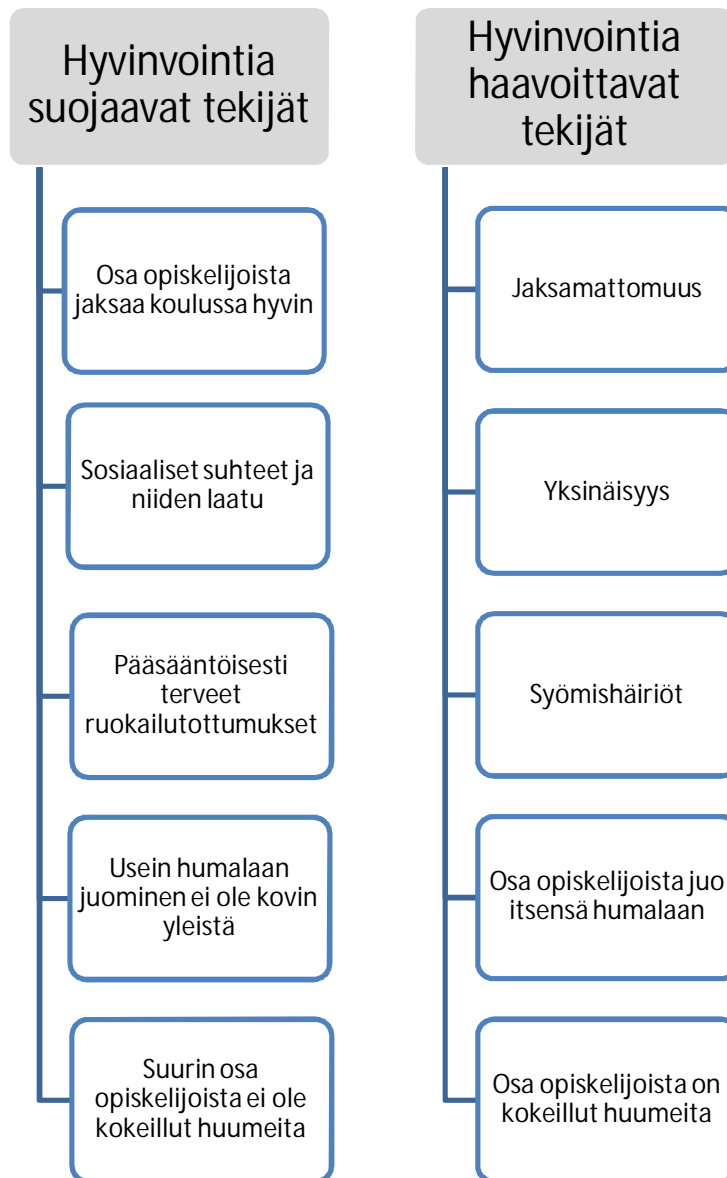 Hyvinvointia
suojaavat tekijät
Osa opiskelijoista
jaksaa koulussa hyvin
Sosiaaliset suhteet ja
niiden laatu
Pääsääntöisesti
terveet
ruokailutottumukset
Usein humalaan
juominen ei ole kovin
yleistä
Suurin osa
opiskelijoista ei ole
kokeillut huumeita
Hyvinvointia
haavoittavat
tekijät
Jaksamattomuus
Yksinäisyys
Syömishäiriöt
Osa opiskelijoista juo
itsensä humalaan
Osa opiskelijoista on
kokeillut huumeita